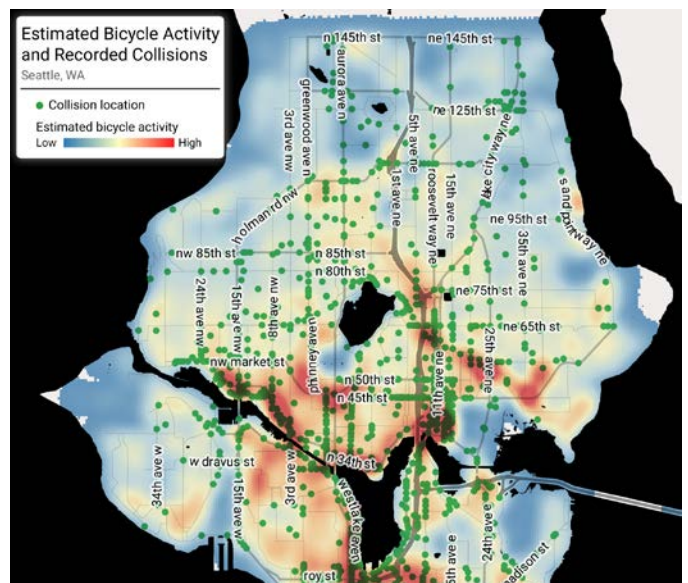 Estimated Bicycle Activity
and Recorded Collisions
Seattle, WA
Collision location
Estimated bicycle activity
Low High
n 145th st
ne 145th st
aurora ave n
greenwood ave n
3rd ave nw
5th ave ne
ne 125th st
lake city way ne
1st ave ne
roosevelt way ne
15th ave ne
holman rd nw
sand point way ne
ne 95th st
35th ave ne
nw 85th st
n 85th st
n 80th st
24th ave nw
15th ave nw
8th ave nw
ne 75th st
ne 65th st
phinney ave n
25th ave ne
nw market st
n 50th st
n 45th st
11th ave ne
34th ave w
w dravus st
15th ave w
3rd ave w
n 34th st
westlake ave n
24th ave e
madison st
roy st